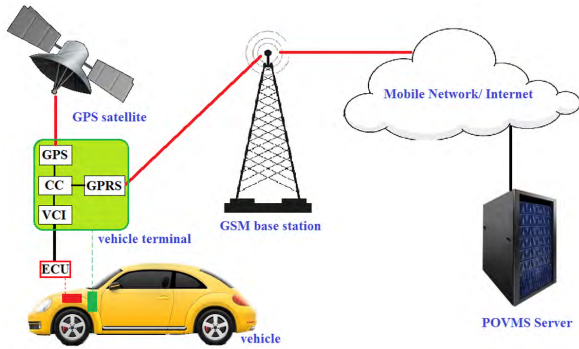 GPS satellite
Mobile Network/ Internet
GPS
CC
GPRS
VCI
vehicle terminal
GSM base station
ECU
vehicle
POVMS Server